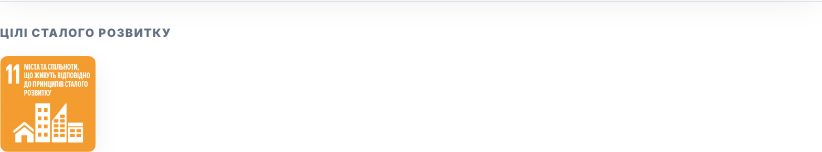 ЦІЛІ СТАЛОГО РОЗВИТКУ
11 МІСТА ТА СПІЛЬНОТИ,
ЩО ЖИВУТЬ ВІДПОВІДНО
ДО ПРИНЦИПІВ СТАЛОГО
РОЗВИТКУ